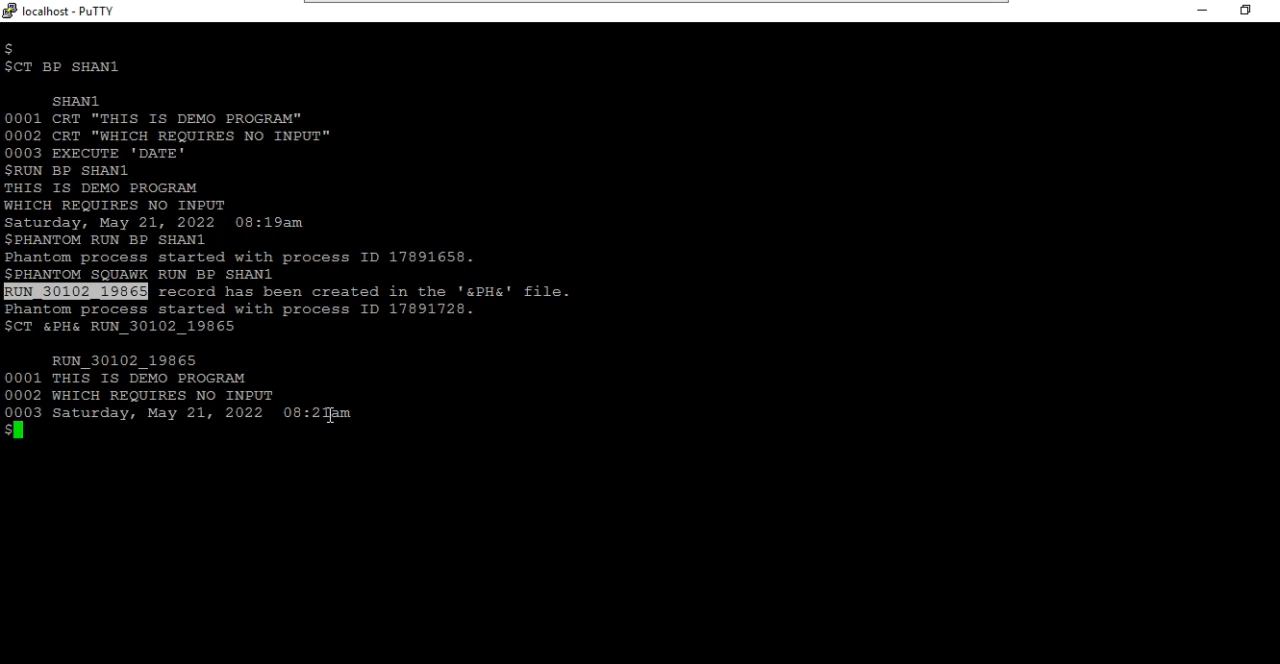 localhost - PuTTY
$
$CT BP SHAN1
SHAN1
0001 CRT "THIS IS DEMO PROGRAM"
0002 CRT "WHICH REQUIRES NO INPUT"
0003 EXECUTE 'DATE'
$RUN BP SHAN1
THIS IS DEMO PROGRAM
WHICH REQUIRES NO INPUT
Saturday, May 21, 2022  08:19am
$PHANTOM RUN BP SHAN1
Phantom process started with process ID 17891658.
$PHANTOM SQUAWK RUN BP SHAN1
RUN_30102_19865 record has been created in the '&PH&' file.
Phantom process started with process ID 17891728.
$CT &PH& RUN_30102_19865
RUN_30102_19865
0001 THIS IS DEMO PROGRAM
0002 WHICH REQUIRES NO INPUT
0003 Saturday, May 21, 2022  08:21am
$